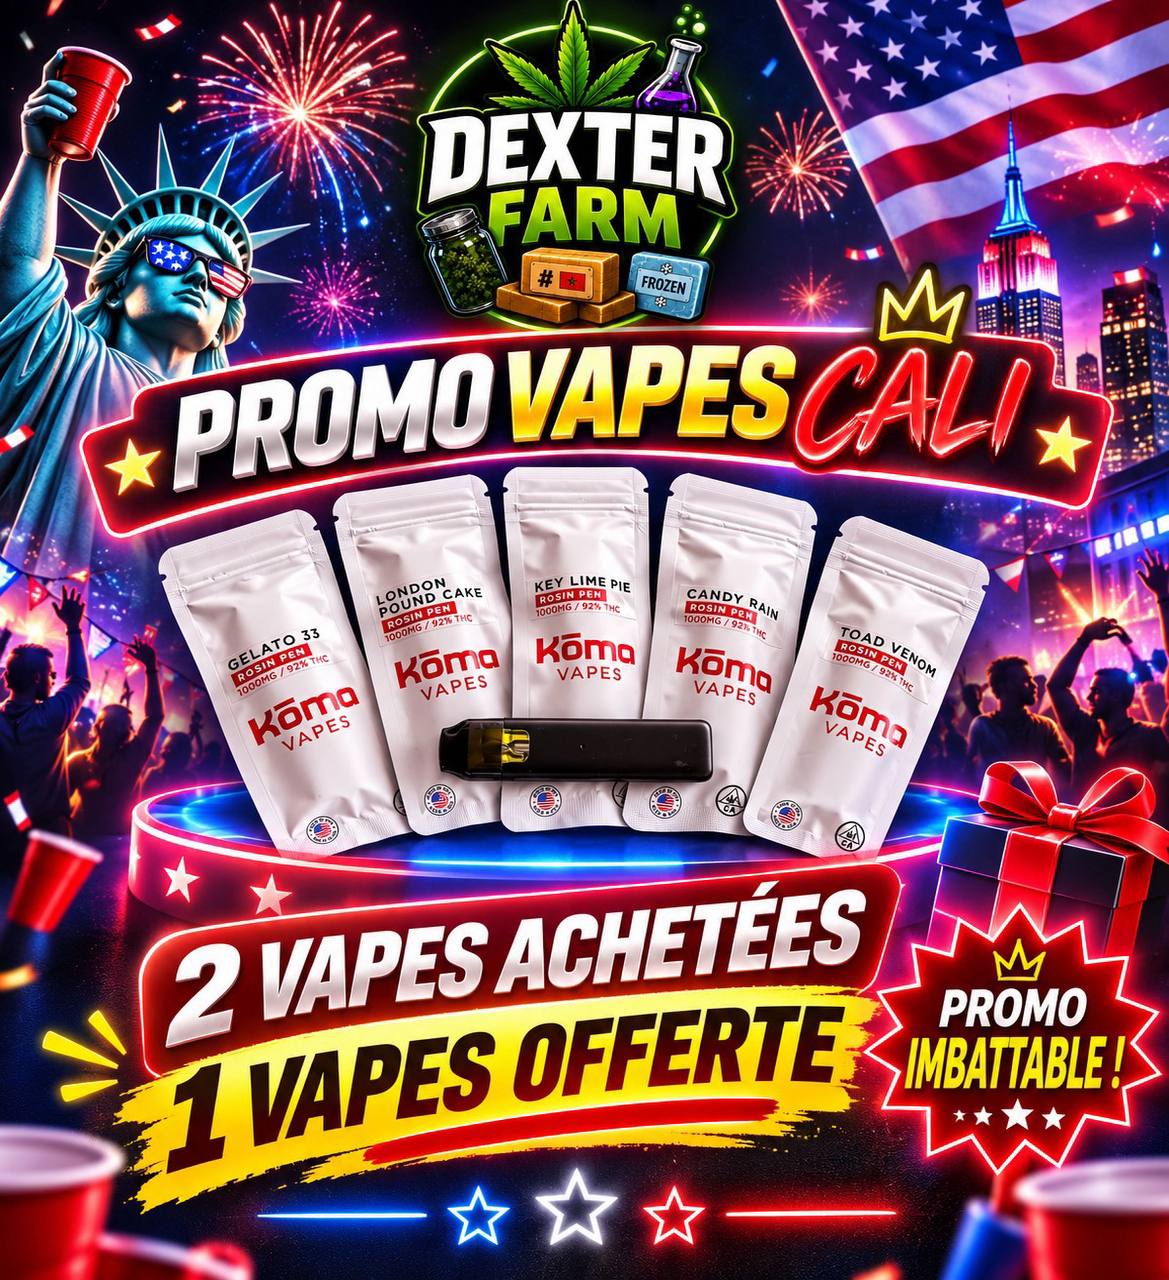 DEXTER
FARM
#
FROZEN
PROMO VAPES CALI
GELATO 33
ROSIN PEN
1000MG / 92% THC
Kōma
VAPES
LONDON
POUND CAKE
ROSIN PEN
1000MG / 92% THC
Kōma
VAPES
KEY LIME PIE
ROSIN PEN
1000MG / 92% THC
Kōma
CANDY RAIN
ROSIN PEN
1000MG / 92% THC
Kōma
VAPES
TOAD VENOM
ROSIN PEN
1000MG / 92% THC
Kōma
VAPES
CA
CA
2 VAPES ACHETÉES
1 VAPES OFFERTE
PROMO
IMBATTABLE !